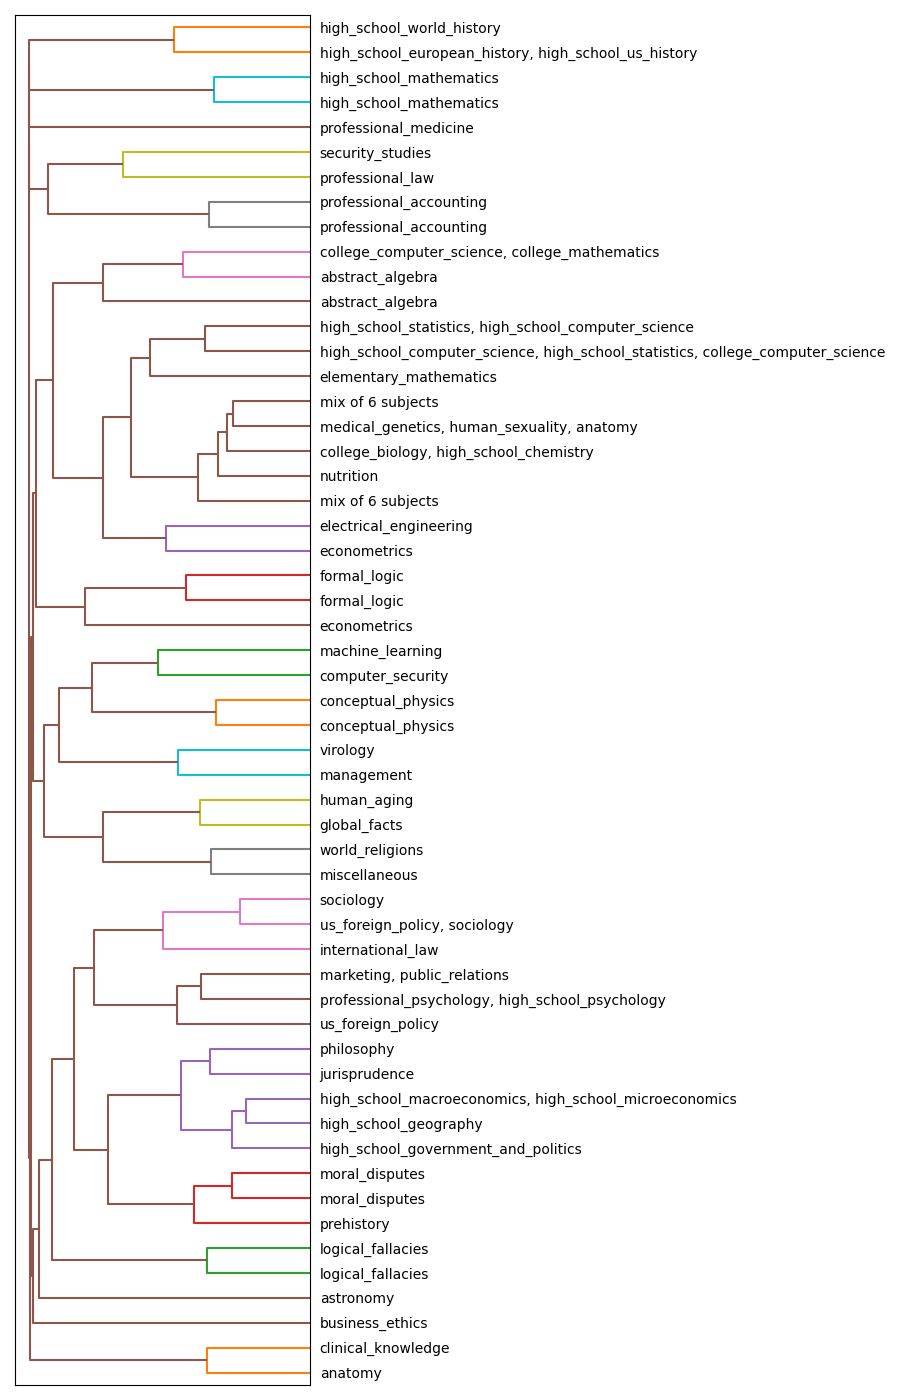 high_school_world_history
high_school_european_history, high_school_us_history
high_school_mathematics
high_school_mathematics
professional_medicine
security_studies
professional_law
professional_accounting
professional_accounting
college_computer_science, college_mathematics
abstract_algebra
abstract_algebra
high_school_statistics, high_school_computer_science
high_school_computer_science, high_school_statistics, college_computer_science
elementary_mathematics
mix of 6 subjects
medical_genetics, human_sexuality, anatomy
college_biology, high_school_chemistry
nutrition
mix of 6 subjects
electrical_engineering
econometrics
formal_logic
formal_logic
econometrics
machine_learning
computer_security
conceptual_physics
conceptual_physics
virology
management
human_aging
global_facts
world_religions
miscellaneous
sociology
us_foreign_policy, sociology
international_law
marketing, public_relations
professional_psychology, high_school_psychology
us_foreign_policy
philosophy
jurisprudence
high_school_macroeconomics, high_school_microeconomics
high_school_geography
high_school_government_and_politics
moral_disputes
moral_disputes
prehistory
logical_fallacies
logical_fallacies
astronomy
business_ethics
clinical_knowledge
anatomy